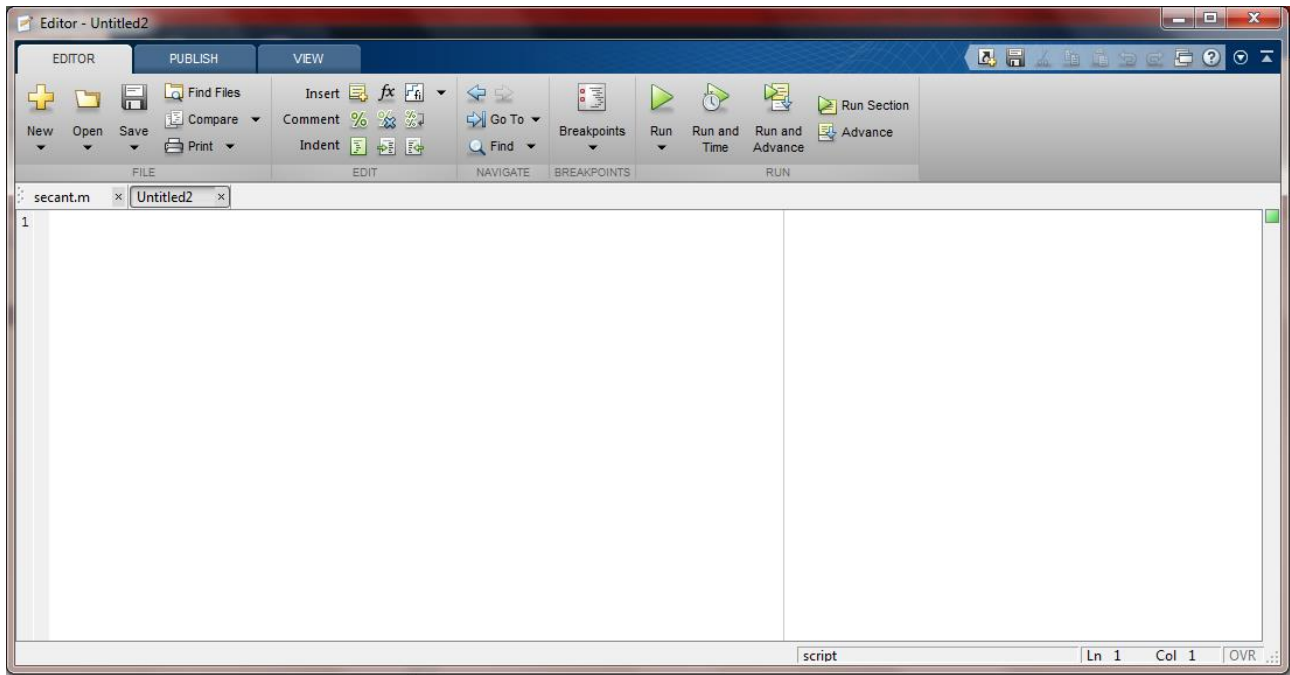 Editor - Untitled2
EDITOR PUBLISH VIEW
Find Files Insert fx
New Open Save Compare Comment Go To Breakpoints Run Run and Time Run and Advance Run Section
Print Indent Find Advance
FILE EDIT NAVIGATE BREAKPOINTS RUN
secant.m Untitled2
1
script Ln 1 Col 1 OVR